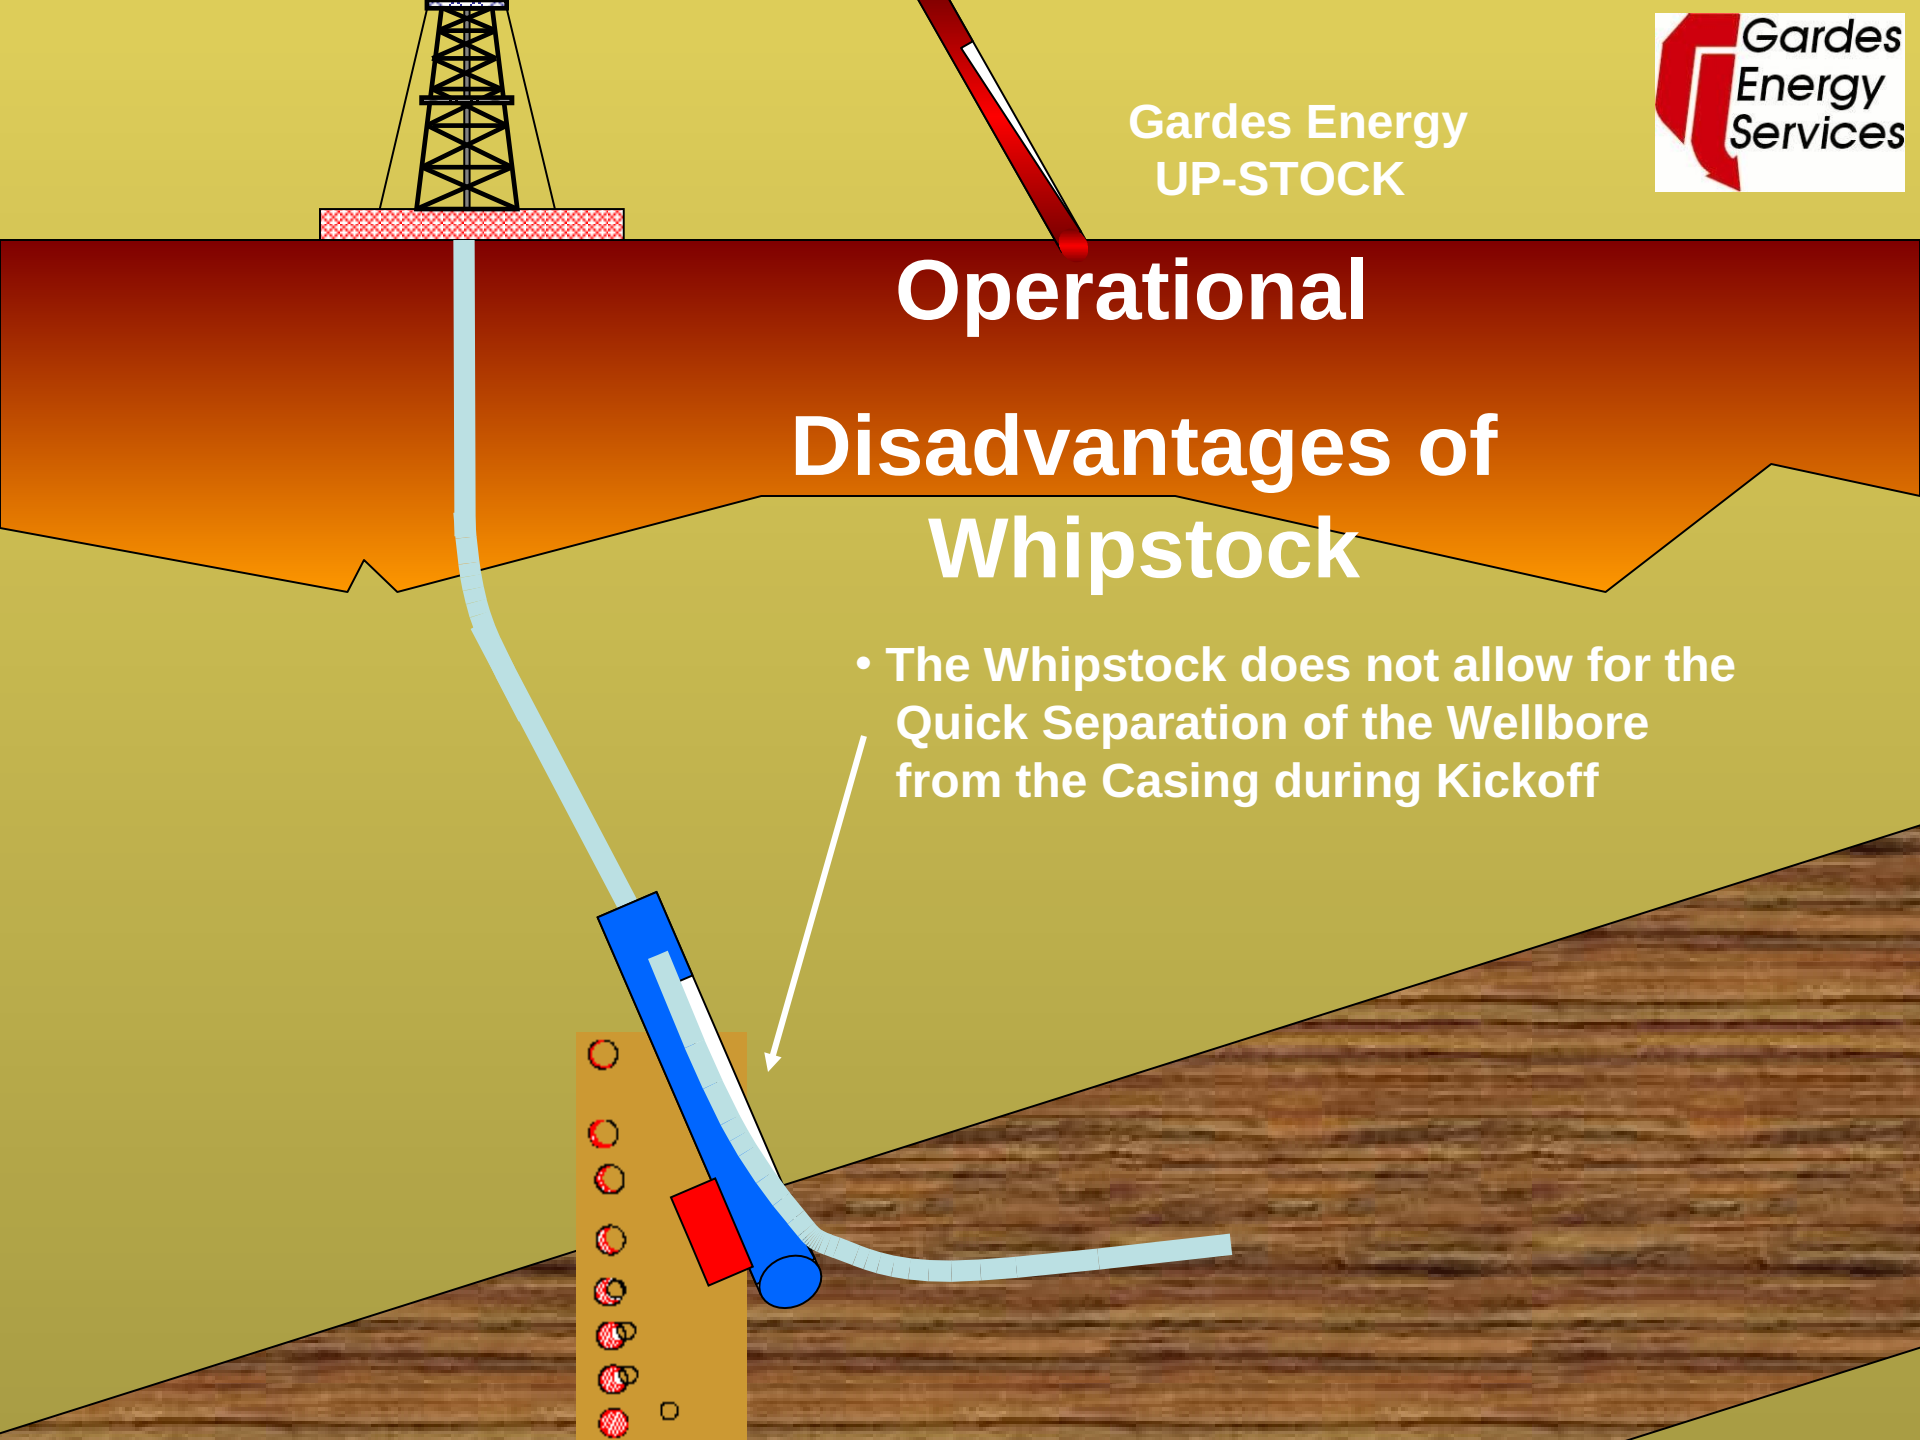 Gardes
Energy
Services
Gardes Energy
UP-STOCK
Operational
Disadvantages of
Whipstock
• The Whipstock does not allow for the
Quick Separation of the Wellbore
from the Casing during Kickoff